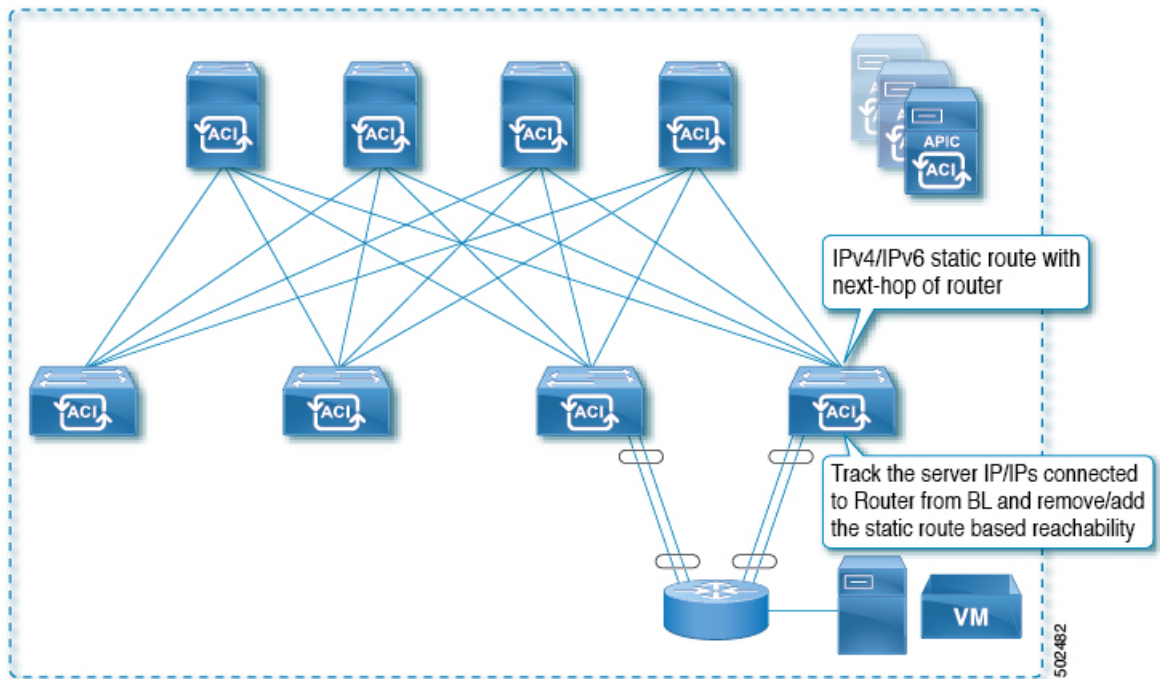 ACI
ACI
ACI
ACI
APIC
ACI
IPv4/IPv6 static route with
next-hop of router
ACI
ACI
ACI
ACI
Track the server IP/IPs connected
to Router from BL and remove/add
the static route based reachability
VM
502482